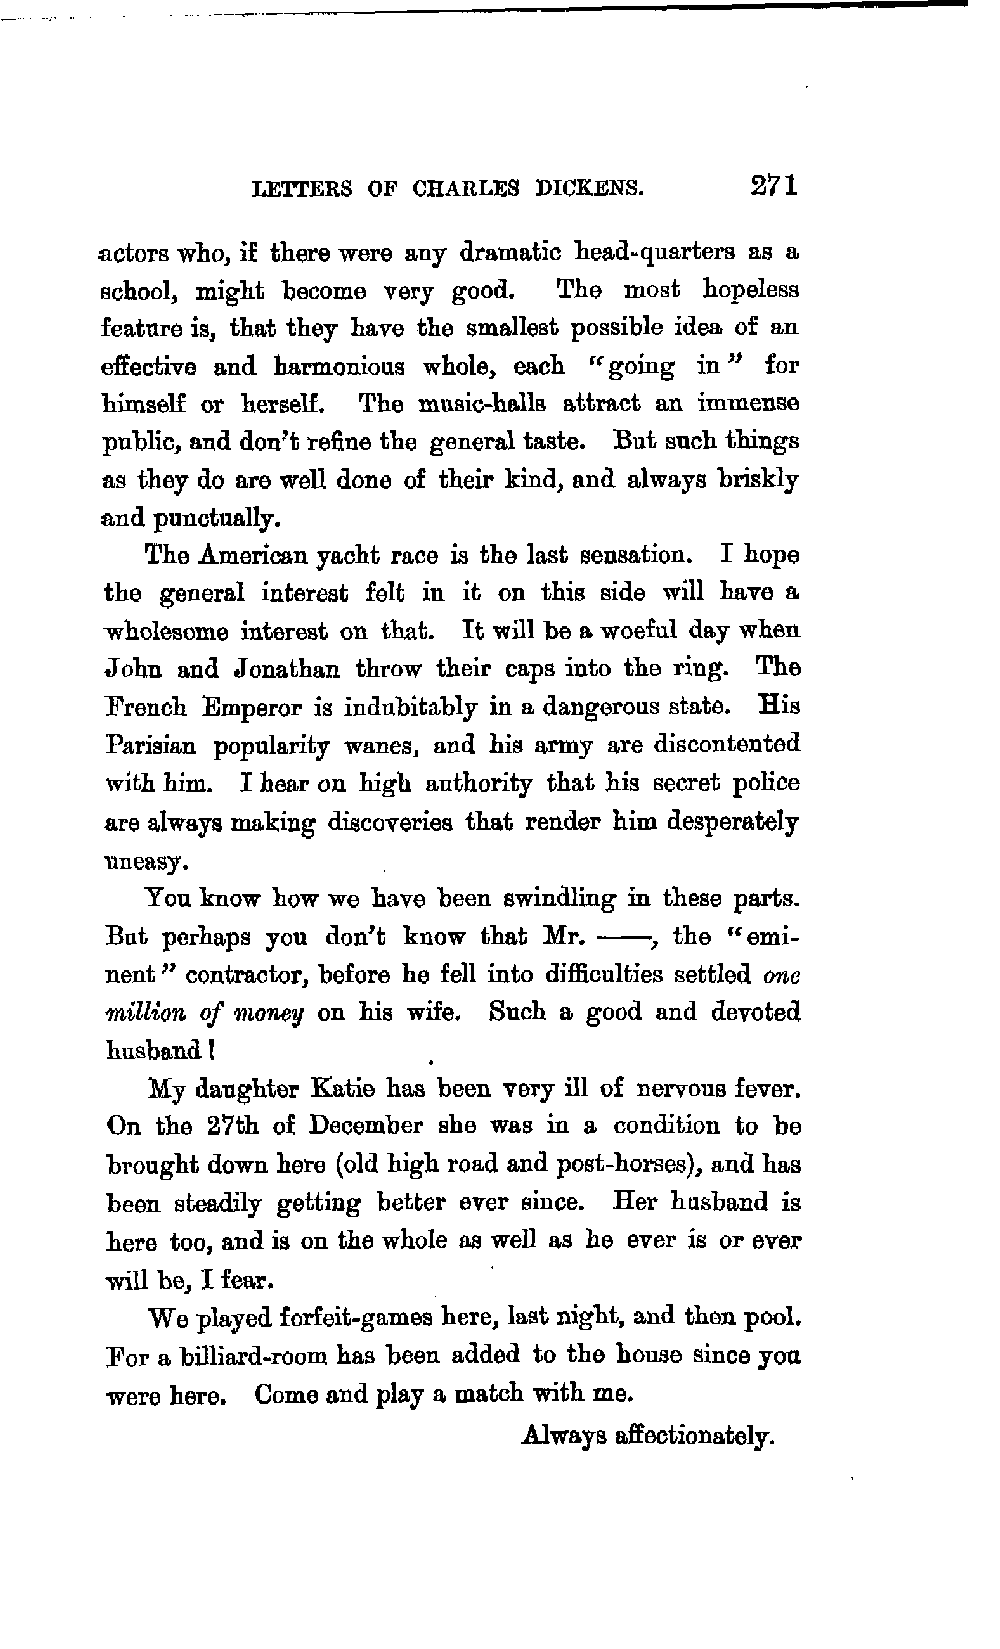 LETTERS OF CHARLES DICKENS. 271
actors who, if there were any dramatic head-quarters as a
school, might become very good. The most hopeless
feature is, that they have the smallest possible idea of an
effective and harmonious whole, each "going in" for
himself or herself. The music-halls attract an immense
public, and don't refine the general taste. But such things
as they do are well done of their kind, and always briskly
and punctually.
The American yacht race is the last sensation. I hope
the general interest felt in it on this side will have a
wholesome interest on that. It will be a woeful day when
John and Jonathan throw their caps into the ring. The
French Emperor is indubitably in a dangerous state. His
Parisian popularity wanes, and his army are discontented
with him. I hear on high authority that his secret police
are always making discoveries that render him desperately
uneasy.
You know how we have been swindling in these parts.
But perhaps you don't know that Mr. ——, the "emi-
nent" contractor, before he fell into difficulties settled one
million of money on his wife. Such a good and devoted
husband!
My daughter Katie has been very ill of nervous fever.
On the 27th of December she was in a condition to be
brought down here (old high road and post-horses), and has
been steadily getting better ever since. Her husband is
here too, and is on the whole as well as he ever is or ever
will be, I fear.
We played forfeit-games here, last night, and then pool.
For a billiard-room has been added to the house since you
were here. Come and play a match with me.
Always affectionately.